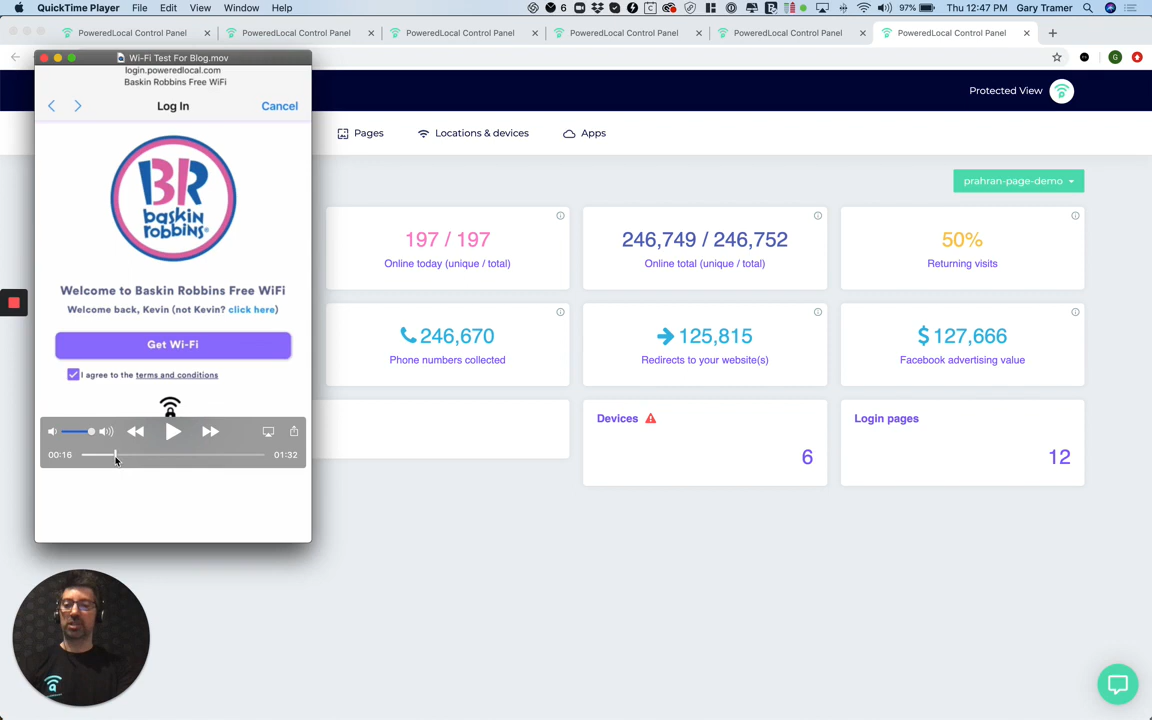 QuickTime Player File Edit View Window Help 6 97% Thu 12:47 PM Gary Tramer
PoweredLocal Control Panel PoweredLocal Control Panel PoweredLocal Control Panel PoweredLocal Control Panel PoweredLocal Control Panel PoweredLocal Control Panel
G
Wi-Fi Test For Blog.mov
login.poweredlocal.com
Baskin Robbins Free WiFi
Log In Cancel
Protected View
Pages Locations & devices Apps
BR
baskin
robbins
prahran-page-demo
197 / 197 246,749 / 246,752 50%
Online today (unique / total) Online total (unique / total) Returning visits
Welcome to Baskin Robbins Free WiFi
Welcome back, Kevin (not Kevin? click here)
Get Wi-Fi
I agree to the terms and conditions
246,670 125,815 $127,666
Phone numbers collected Redirects to your website(s) Facebook advertising value
Devices Login pages
6 12
00:16 01:32